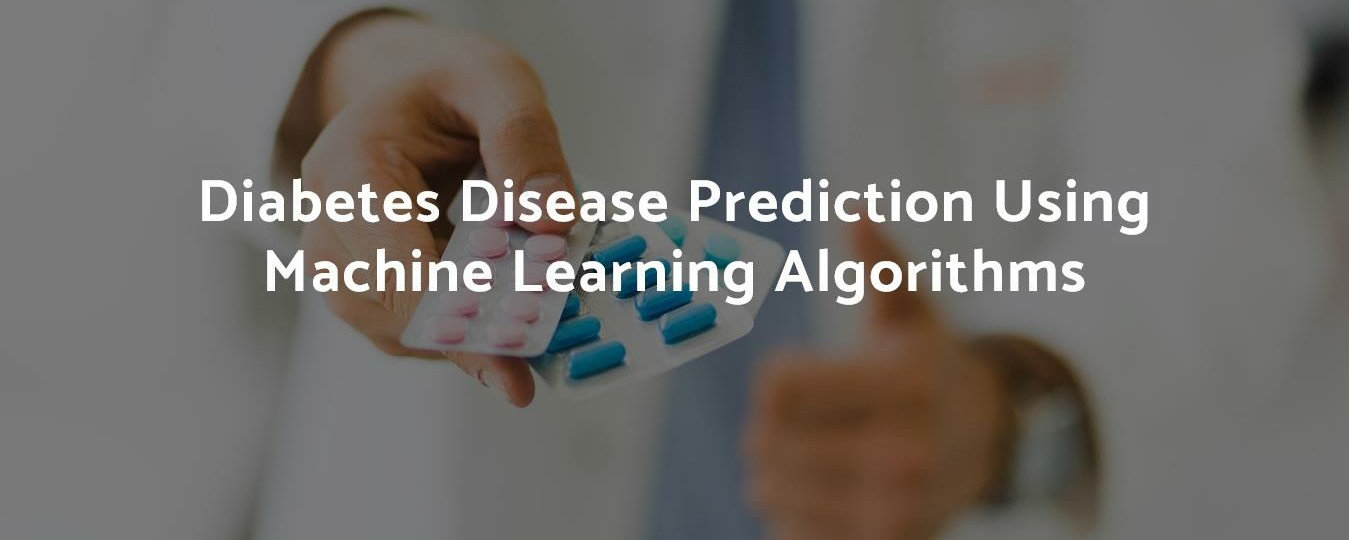 Diabetes Disease Prediction Using
Machine Learning Algorithms